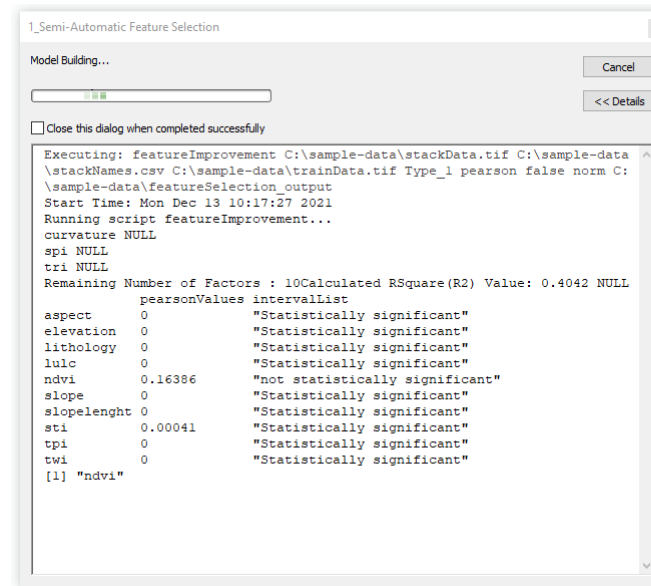 1_Semi-Automatic Feature Selection
Model Building...
Cancel
<< Details
Close this dialog when completed successfully
Executing: featureImprovement C:\sample-data\stackData.tif C:\sample-data
\stackNames.csv C:\sample-data\trainData.tif Type_1 pearson false norm C:
\sample-data\featureSelection_output
Start Time: Mon Dec 13 10:17:27 2021
Running script featureImprovement...
curvature NULL
spi NULL
tri NULL
Remaining Number of Factors : 10Calculated RSquare(R2) Value: 0.4042 NULL
pearsonValues intervalList
aspect 0 "Statistically significant"
elevation 0 "Statistically significant"
lithology 0 "Statistically significant"
lulc 0 "Statistically significant"
ndvi 0.16386 "not statistically significant"
slope 0 "Statistically significant"
slopelenght 0 "Statistically significant"
sti 0.00041 "Statistically significant"
tpi 0 "Statistically significant"
twi 0 "Statistically significant"
[1] "ndvi"